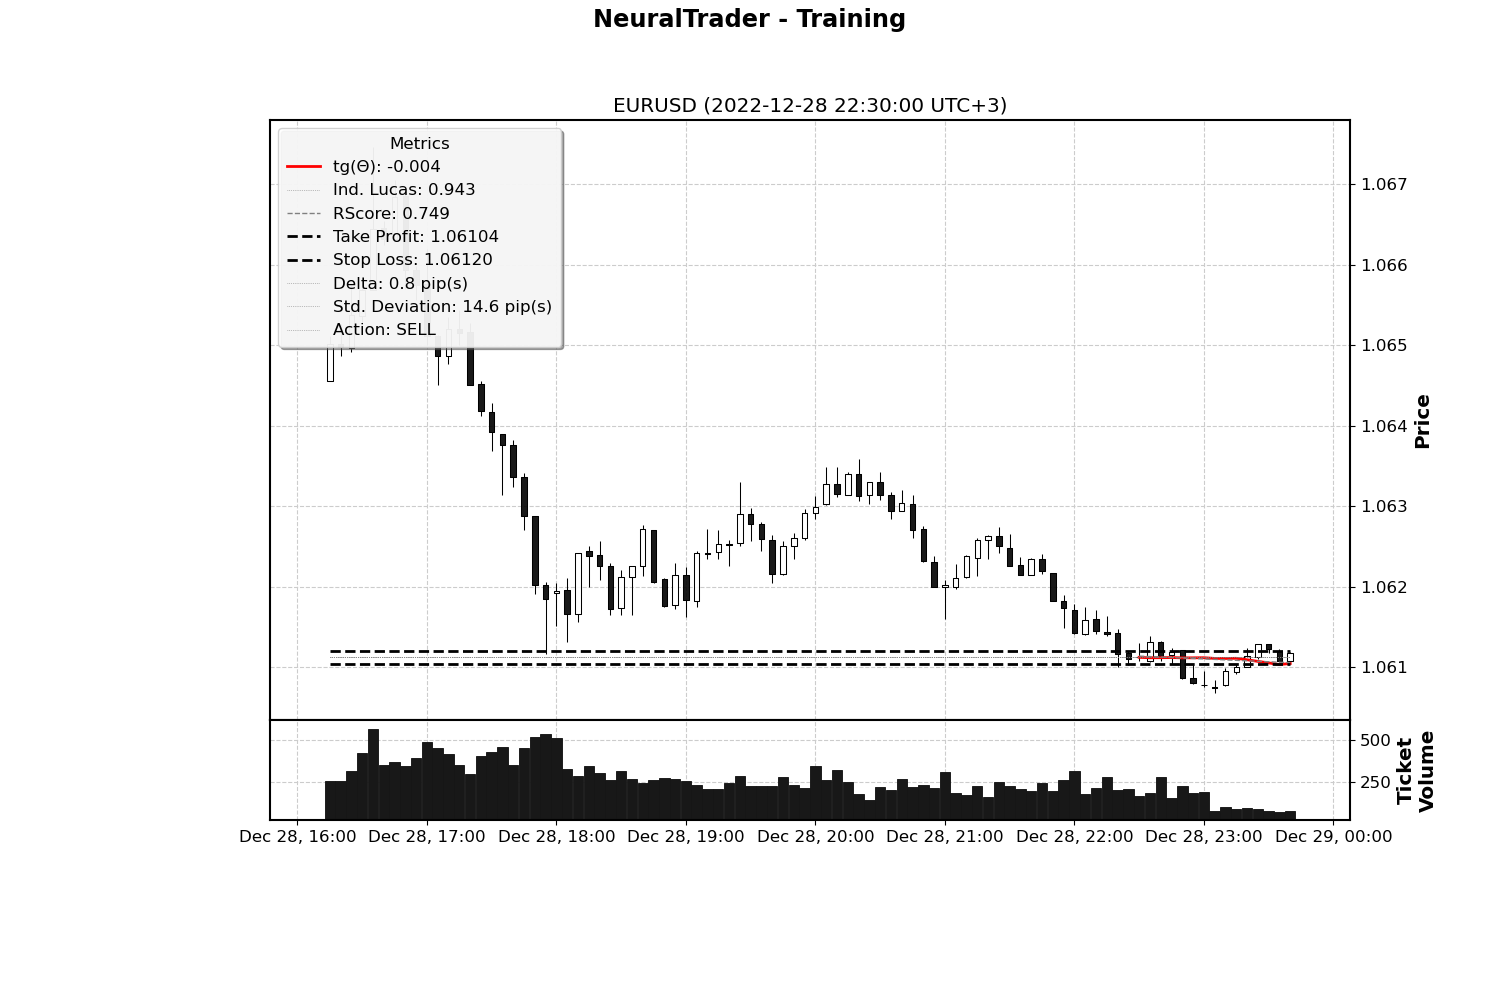 NeuralTrader - Training
EURUSD (2022-12-28 22:30:00 UTC+3)
Metrics
tg(Θ): -0.004
Ind. Lucas: 0.943
RScore: 0.749
Take Profit: 1.06104
Stop Loss: 1.06120
Delta: 0.8 pip(s)
Std. Deviation: 14.6 pip(s)
Action: SELL
1.067
1.066
1.065
1.064
1.063
1.062
1.061
Price
500
250
Ticket
Volume
Dec 28, 16:00 Dec 28, 17:00 Dec 28, 18:00 Dec 28, 19:00 Dec 28, 20:00 Dec 28, 21:00 Dec 28, 22:00 Dec 28, 23:00 Dec 29, 00:00